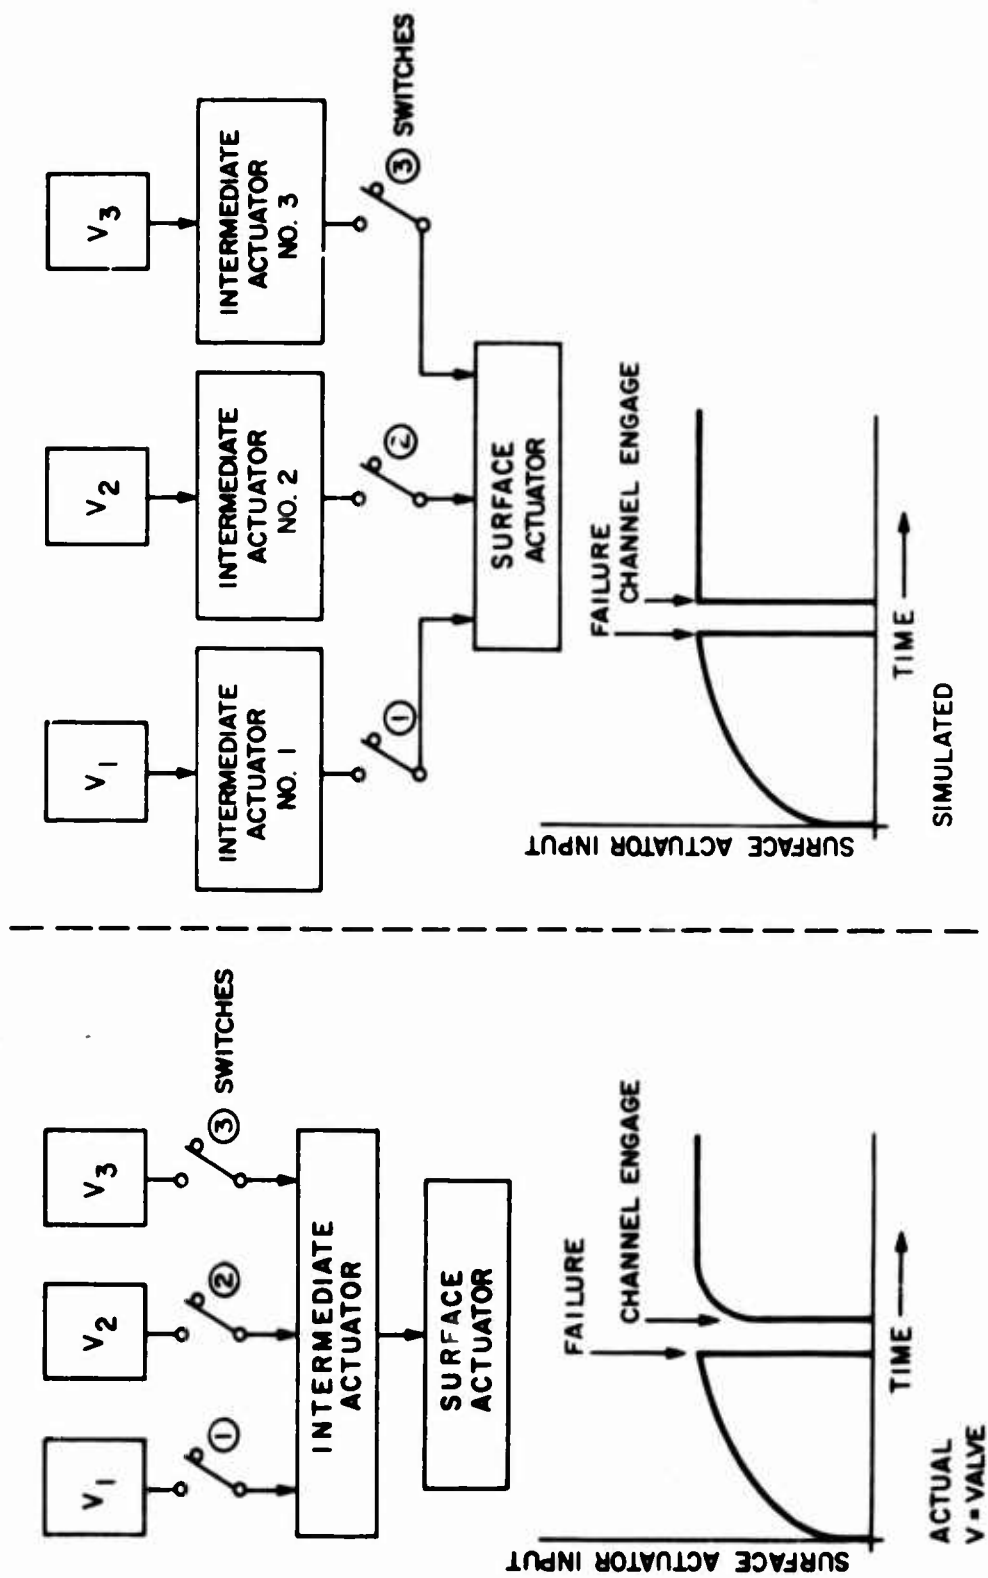 V1
V2
V3
1
2
3 SWITCHES
INTERMEDIATE
ACTUATOR
SURFACE
ACTUATOR
FAILURE
CHANNEL ENGAGE
SURFACE ACTUATOR INPUT
TIME
ACTUAL
V = VALVE
V1
V2
V3
INTERMEDIATE
ACTUATOR
NO. 1
INTERMEDIATE
ACTUATOR
NO. 2
INTERMEDIATE
ACTUATOR
NO. 3
1
2
3 SWITCHES
SURFACE
ACTUATOR
FAILURE
CHANNEL ENGAGE
SURFACE ACTUATOR INPUT
TIME
SIMULATED